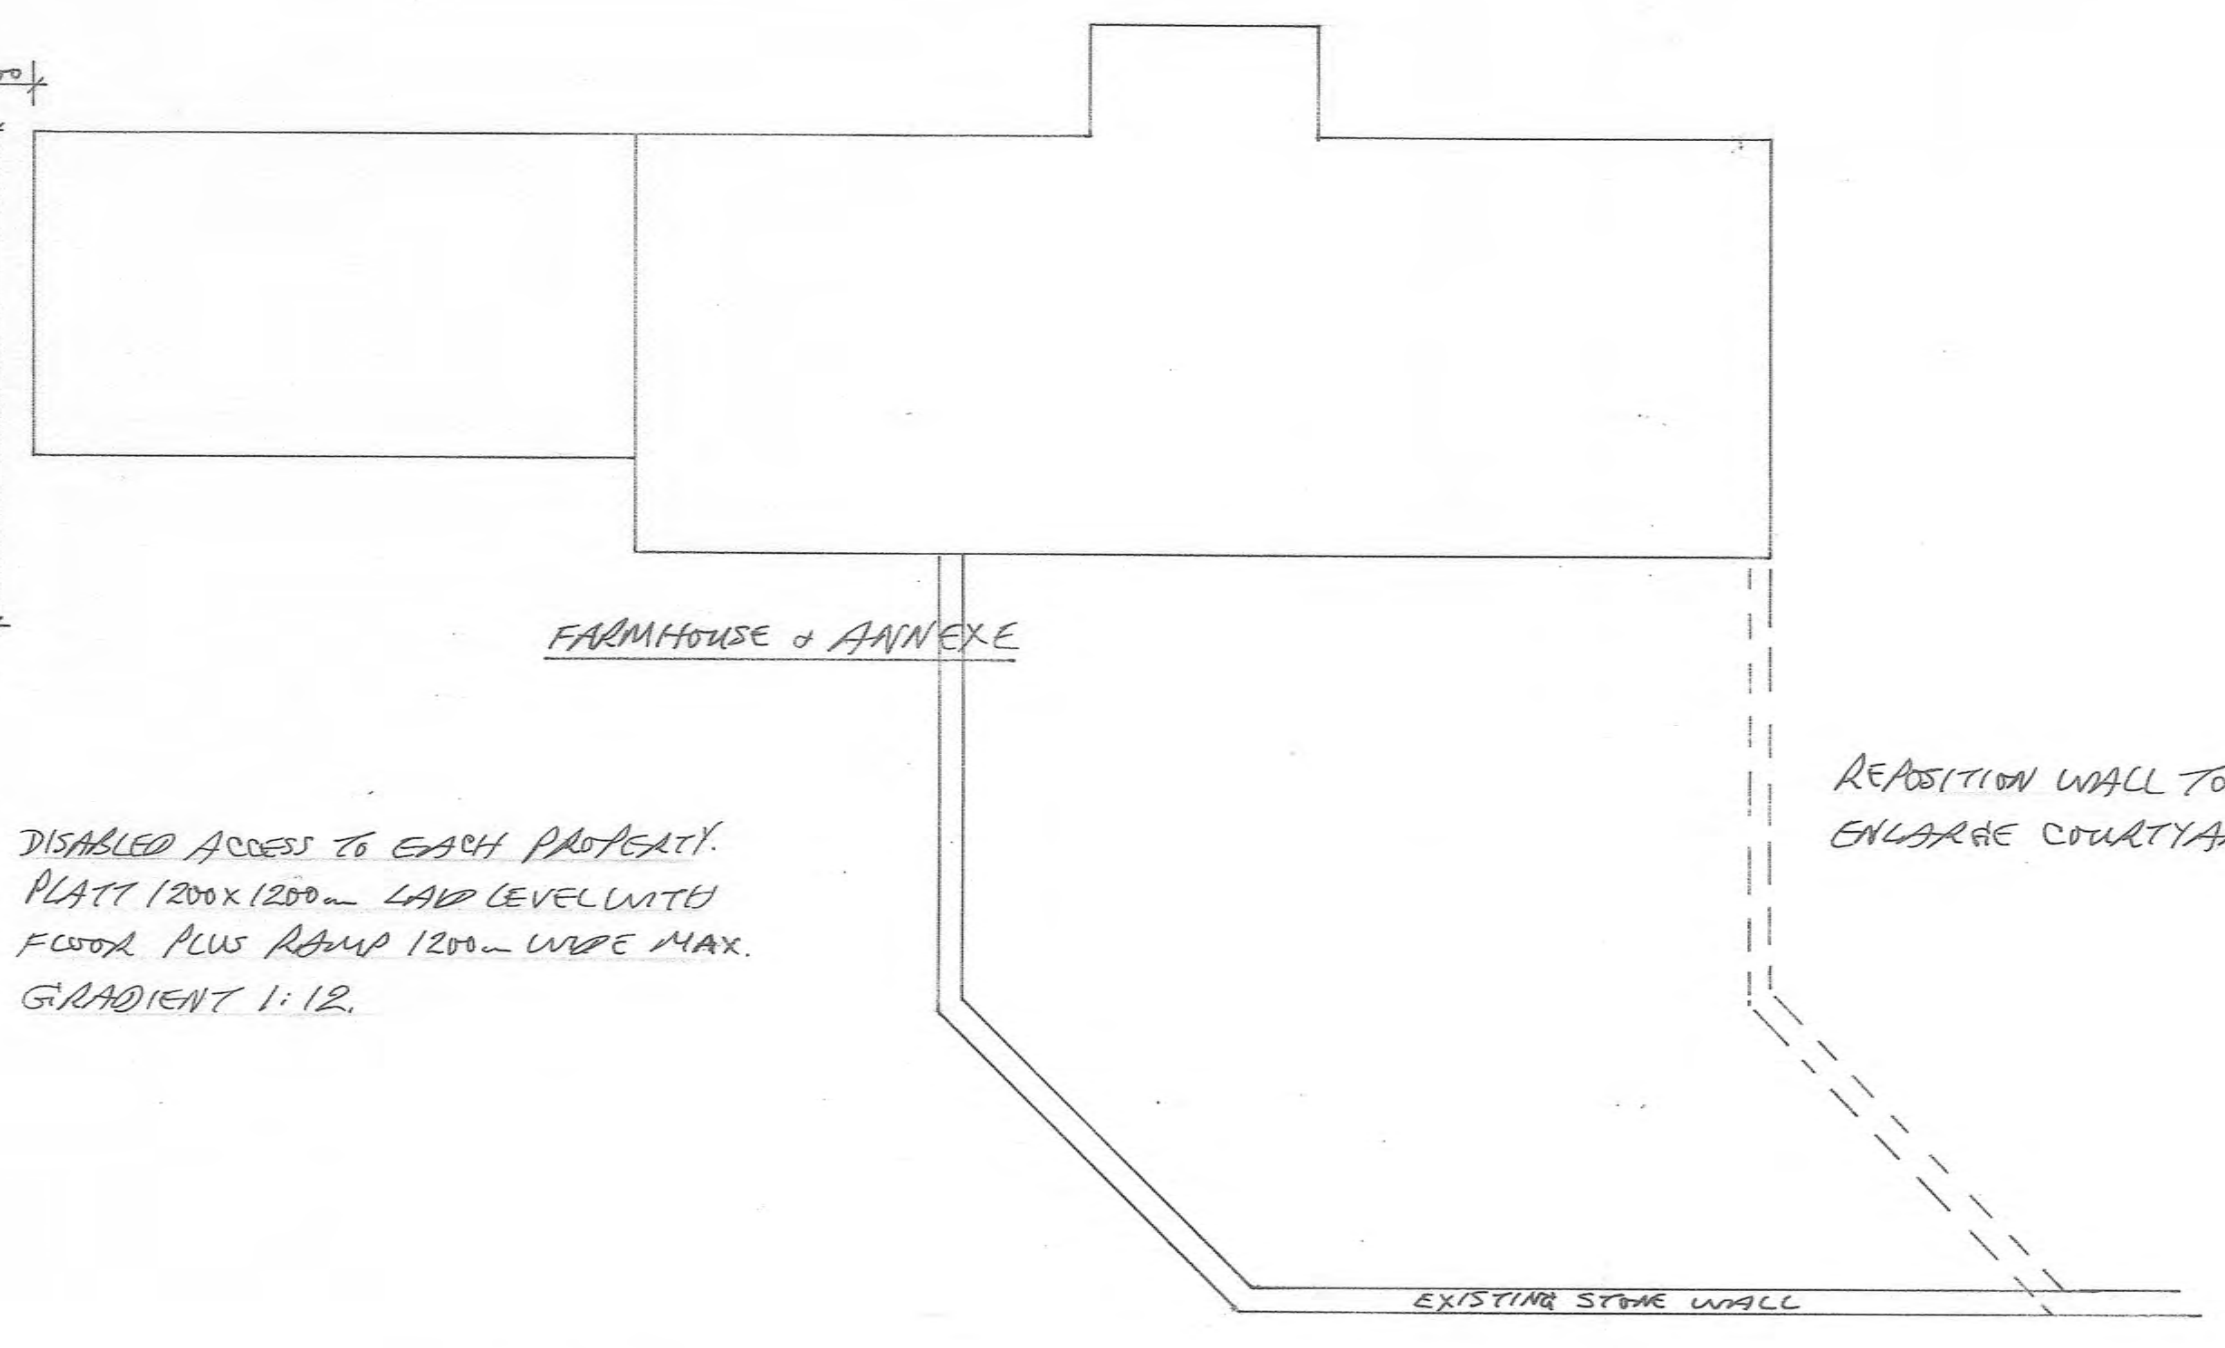 FARMHOUSE & ANNEXE
REPOSITION WALL TO
ENLARGE
DISABLED ACCESS TO EACH PROPERTY.
PLATT 1200x1200mm LAID LEVEL WITH
FLOOR PLUS RAMP 1200mm WIDE MAX.
GRADIENT 1:12.
EXISTING STONE WALL